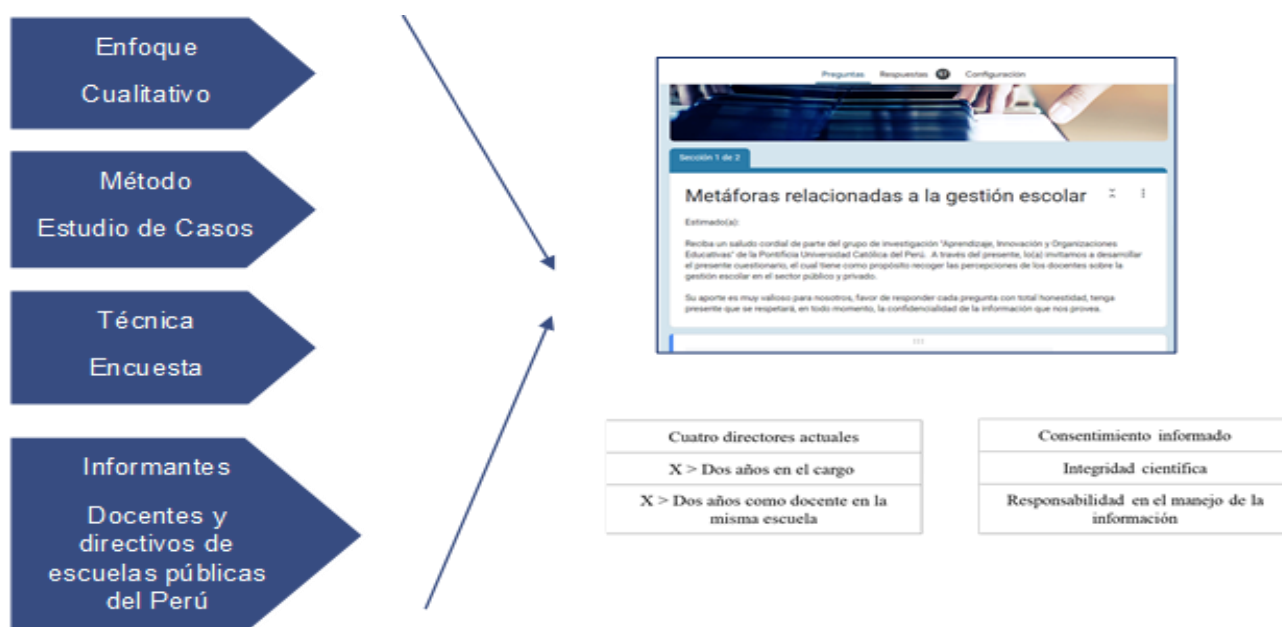 Enfoque
Cualitativo
Método
Estudio de Casos
Técnica
Encuesta
Informantes
Docentes y
directivos de
escuelas públicas
del Perú
Preguntas Respuestas Configuración
Sección 1 de 2
Metáforas relacionadas a la gestión escolar
Estimado(a):
Reciba un saludo cordial de parte del grupo de investigación "Aprendizaje, Innovación y Organizaciones
Educativas" de la Pontificia Universidad Católica del Perú. A través del presente, lo(a) invitamos a desarrollar
el presente cuestionario, el cual tiene como propósito recoger las percepciones de los docentes sobre la
gestión escolar en el sector público y privado.
Su aporte es muy valioso para nosotros, favor de responder cada pregunta con total honestidad, tenga
presente que se respetará, en todo momento, la confidencialidad de la información que nos provea.
Cuatro directores actuales
X > Dos años en el cargo
X > Dos años como docente en la
misma escuela
Consentimiento informado
Integridad científica
Responsabilidad en el manejo de la
información